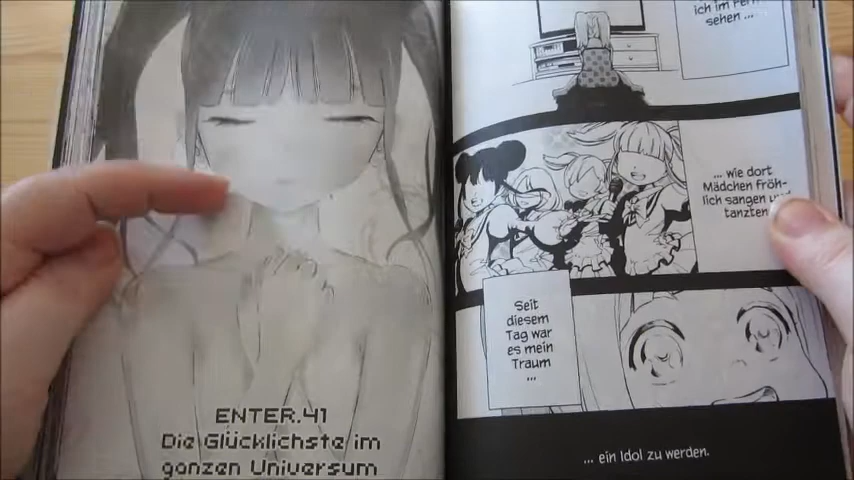 ENTER.41
Die Glücklichste im
ganzen Universum
ich im Fern-
sehen ...
... wie dort
Mädchen fröh-
lich sangen und
tanzten.
Seit
diesem
Tag war
es mein
Traum
...
... ein Idol zu werden.